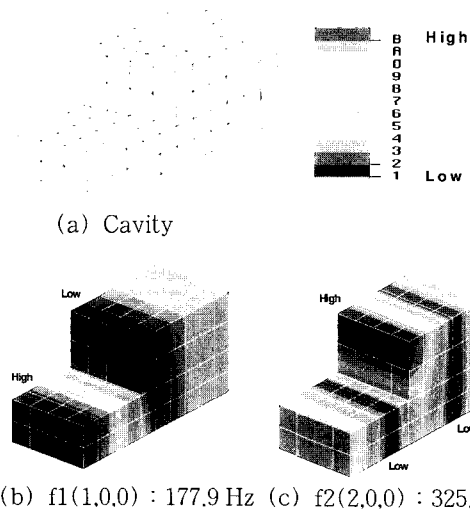 B High
A
0
9
8
7
6
5
4
3
2
1 Low
(a) Cavity
Low
High
High
Low
Low
(b) f1(1,0,0) : 177.9 Hz (c) f2(2,0,0) : 325.